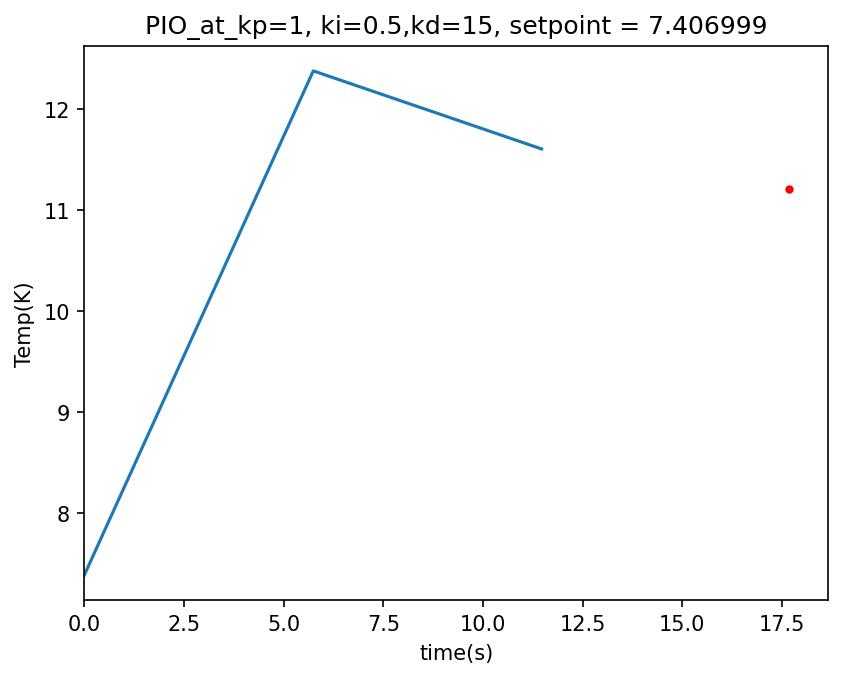 PIO_at_kp=1, ki=0.5,kd=15, setpoint = 7.406999
12
11
10
9
8
Temp(K)
0.0 2.5 5.0 7.5 10.0 12.5 15.0 17.5
time(s)